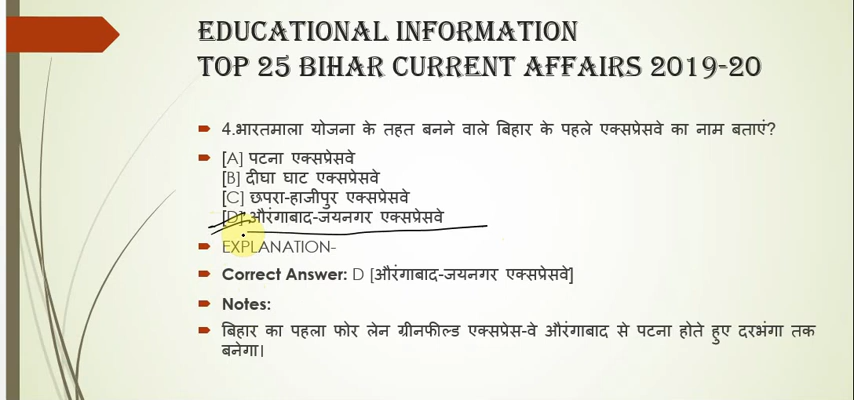 EDUCATIONAL INFORMATION
TOP 25 BIHAR CURRENT AFFAIRS 2019-20
4.भारतमाला योजना के तहत बनने वाले बिहार के पहले एक्सप्रेसवे का नाम बताएं?
[A] पटना एक्सप्रेसवे
[B] दीघा घाट एक्सप्रेसवे
[C] छपरा-हाजीपुर एक्सप्रेसवे
[D] औरंगाबाद-जयनगर एक्सप्रेसवे
EXPLANATION-
Correct Answer: D [औरंगाबाद-जयनगर एक्सप्रेसवे]
Notes:
बिहार का पहला फोर लेन ग्रीनफील्ड एक्सप्रेस-वे औरंगाबाद से पटना होते हुए दरभंगा तक
बनेगा।